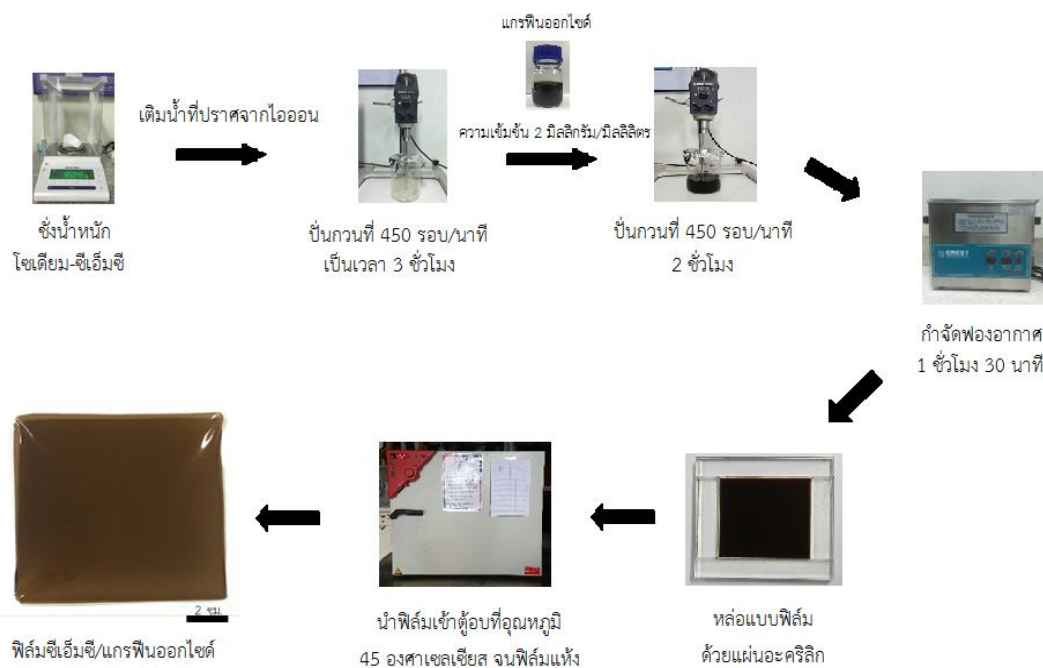 แกรฟีนออกไซด์
เติมน้ำที่ปราศจากไอออน
ความเข้มข้น 2 มิลลิกรัม/มิลลิลิตร
ชั่งน้ำหนัก
โซเดียม-ซีเอ็มซี
ปั่นกวนที่ 450 รอบ/นาที
เป็นเวลา 3 ชั่วโมง
ปั่นกวนที่ 450 รอบ/นาที
2 ชั่วโมง
CREST
กำจัดฟองอากาศ
1 ชั่วโมง 30 นาที
หล่อแบบฟิล์ม
ด้วยแผ่นอะคริลิก
นำฟิล์มเข้าตู้อบที่อุณหภูมิ
45 องศาเซลเซียส จนฟิล์มแห้ง
2 ซม.
ฟิล์มซีเอ็มซี/แกรฟีนออกไซด์